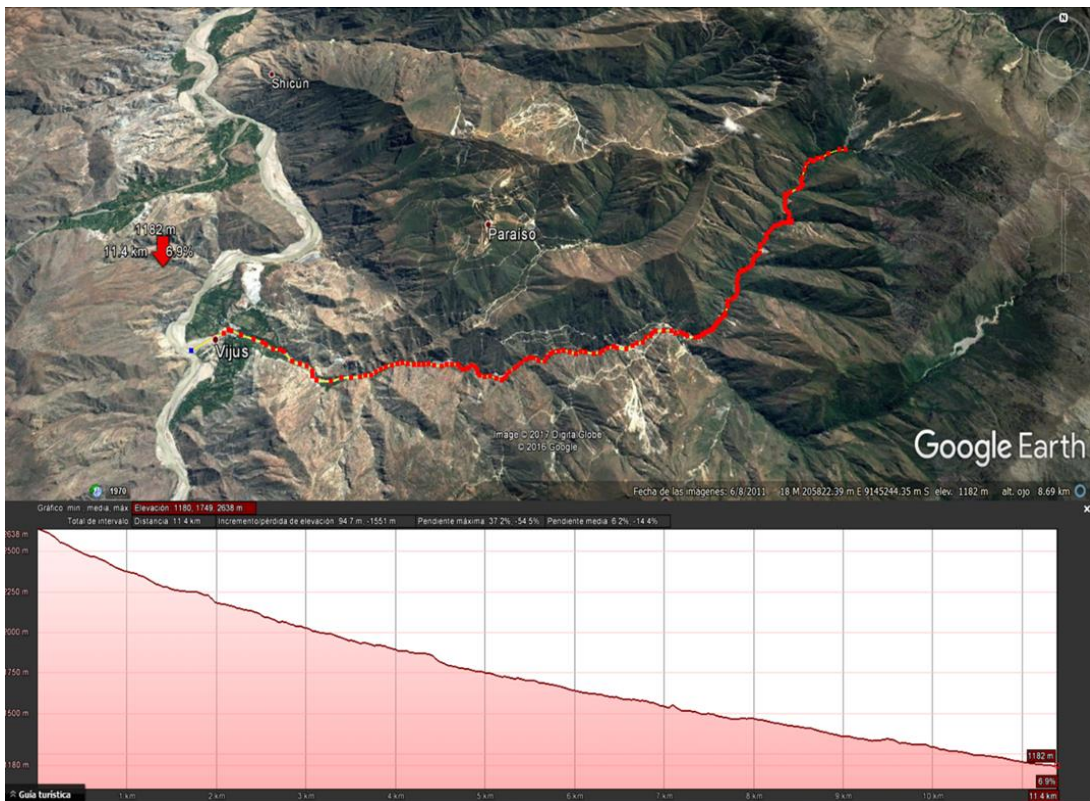 N
Shicún
1182 m
11.4 km 6.9%
Paraiso
Vijus
Image © 2017 DigitalGlobe
© 2016 Google
Google Earth
1970
Fecha de las imágenes: 6/8/2011 18 M 205822.39 m E 9145244.35 m S elev. 1182 m alt. ojo 8.69 km
Gráfico mín. media, máx Elevación: 1180, 1749, 2638 m
Total de intervalo Distancia: 11.4 km Incremento/pérdida de elevación: 94.7 m, -1551 m Pendiente máxima: 37.2%, -54.5% Pendiente media: 6.2%, -14.4%
2638 m
2500 m
2250 m
2000 m
1750 m
1500 m
1180 m
1182 m
6.9%
Guía turística
1 km 2 km 3 km 4 km 5 km 6 km 7 km 8 km 9 km 10 km 11.4 km